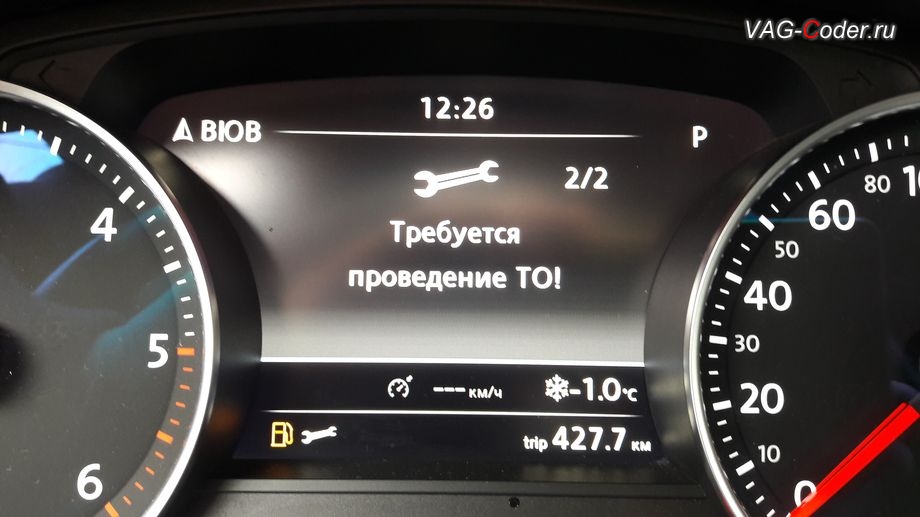 VAG-Coder.ru
12:26
ВЮВ
P
2/2
Требуется
проведение ТО!
--- км/ч
-1.0°C
trip 427.7 км
4
5
6
0
10
20
30
40
50
60
80
10